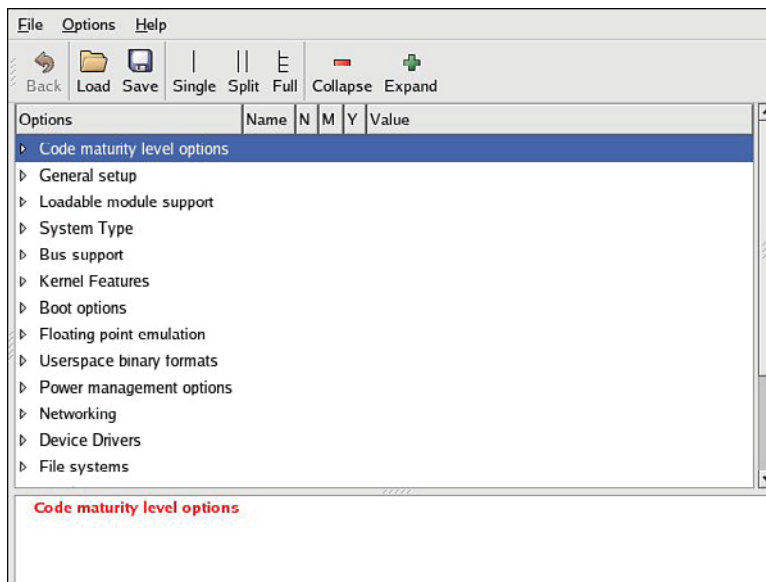 File Options Help
Back Load Save Single Split Full Collapse Expand
Options Name N M Y Value
Code maturity level options
General setup
Loadable module support
System Type
Bus support
Kernel Features
Boot options
Floating point emulation
Userspace binary formats
Power management options
Networking
Device Drivers
File systems
Code maturity level options